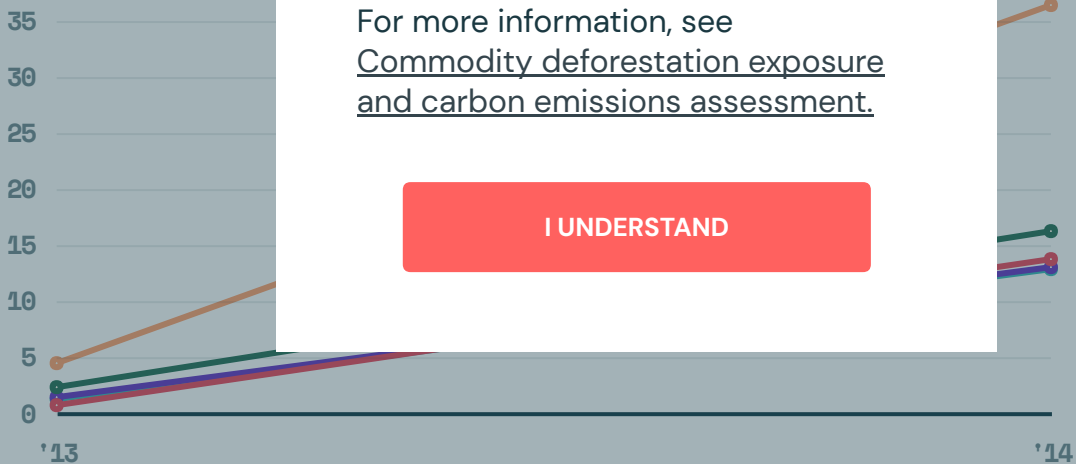 For more information, see
Commodity deforestation exposure
and carbon emissions assessment.
I UNDERSTAND
35
30
25
20
15
10
5
0
'13
'14